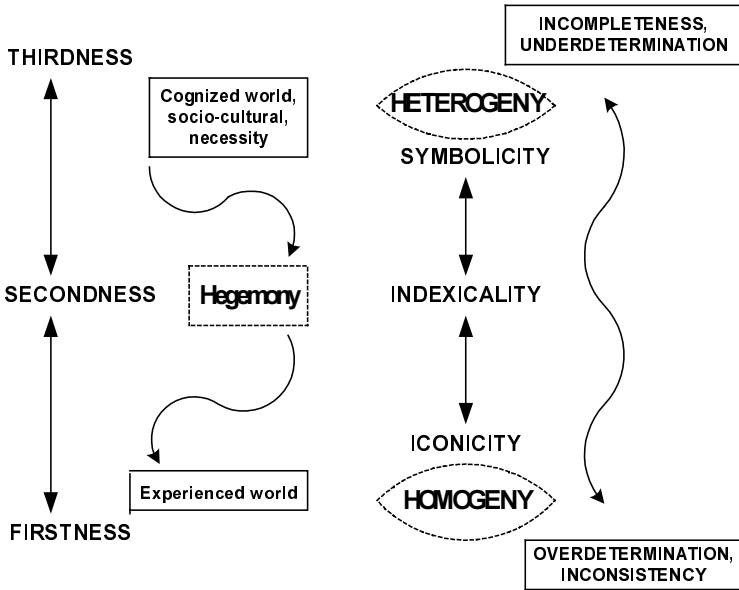 INCOMPLETENESS,
UNDERDETERMINATION
THIRDNESS
Cognized world,
socio-cultural,
necessity
HETEROGENY
SYMBOLICITY
SECONDNESS
Hegemony
INDEXICALITY
ICONICITY
Experienced world
HOMOGENY
FIRSTNESS
OVERDETERMINATION,
INCONSISTENCY